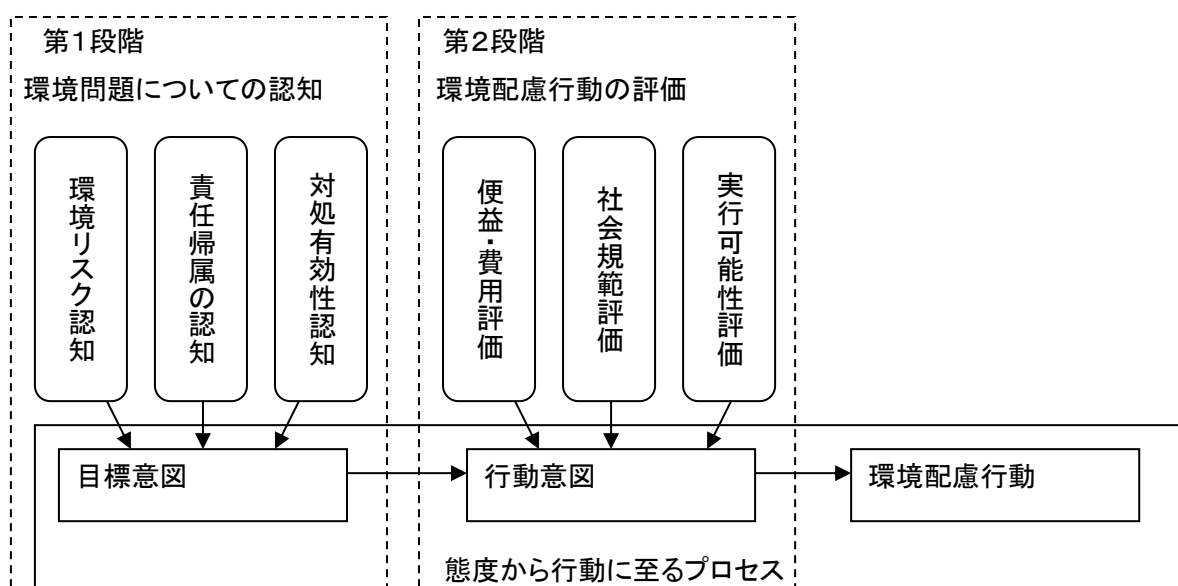 第1段階
環境問題についての認知
環境リスク認知
責任帰属の認知
対処有効性認知
第2段階
環境配慮行動の評価
便益・費用評価
社会規範評価
実行可能性評価
目標意図
行動意図
環境配慮行動
態度から行動に至るプロセス